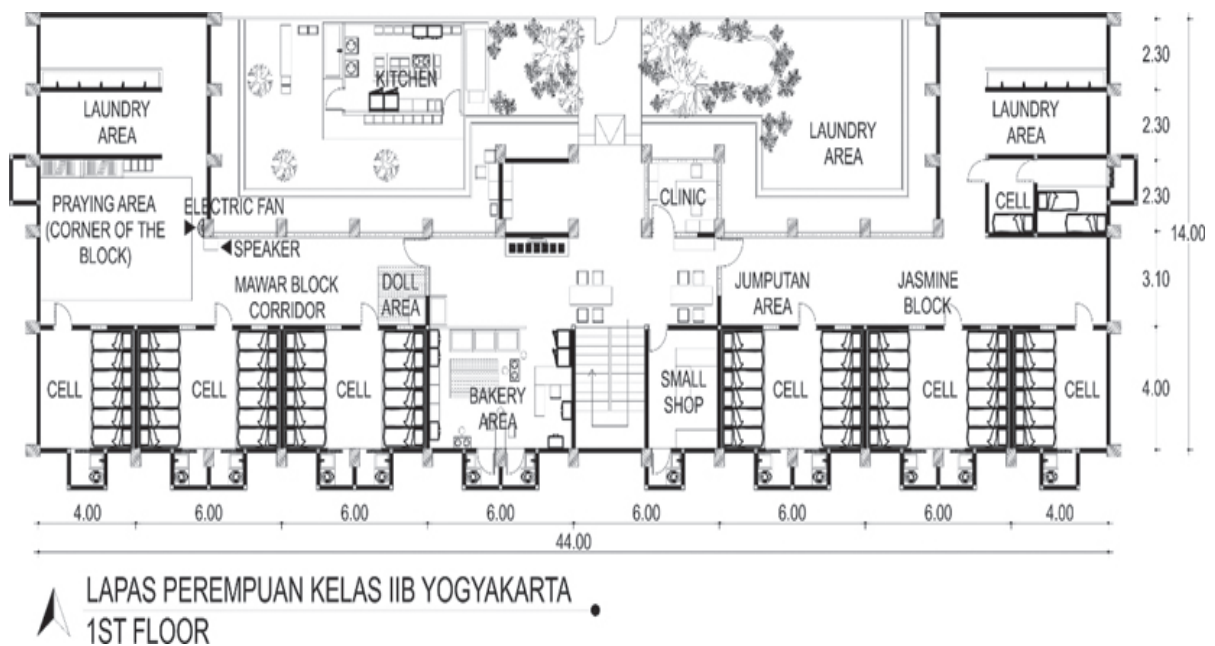 KITCHEN
LAUNDRY
AREA
LAUNDRY
AREA
LAUNDRY
AREA
2.30
2.30
2.30
3.10
4.00
14.00
PRAYING AREA
(CORNER OF THE
BLOCK)
ELECTRIC FAN
SPEAKER
CLINIC
CELL
MAWAR BLOCK
CORRIDOR
DOLL
AREA
JUMPUTAN
AREA
JASMINE
BLOCK
CELL
CELL
CELL
BAKERY
AREA
SMALL
SHOP
CELL
CELL
CELL
4.00
6.00
6.00
6.00
6.00
6.00
6.00
4.00
44.00
LAPAS PEREMPUAN KELAS IIB YOGYAKARTA
1ST FLOOR